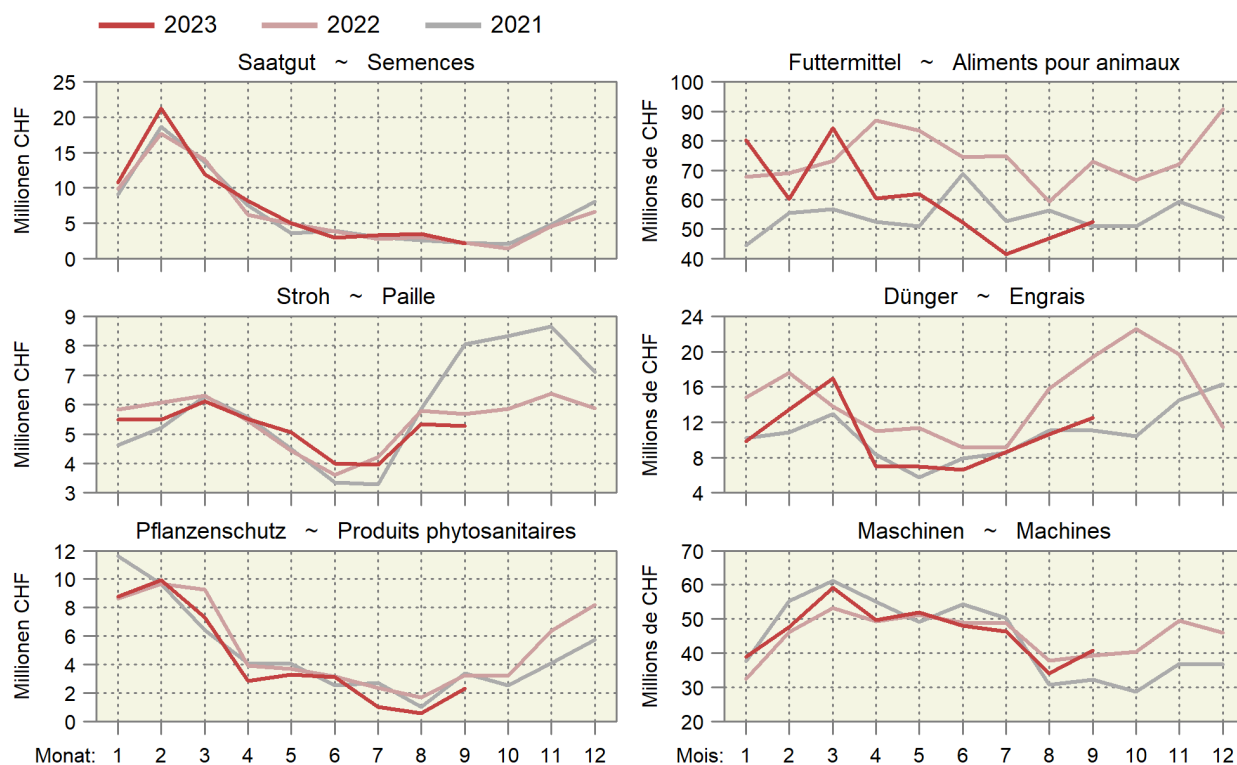 2023 2022 2021
Saatgut ~ Semences
Millionen CHF
25
20
15
10
5
0
Futtermittel ~ Aliments pour animaux
Millions de CHF
100
90
80
70
60
50
40
Stroh ~ Paille
Millionen CHF
9
8
7
6
5
4
3
Dünger ~ Engrais
Millions de CHF
24
20
16
12
8
4
Pflanzenschutz ~ Produits phytosanitaires
Millionen CHF
12
10
8
6
4
2
0
Monat: 1 2 3 4 5 6 7 8 9 10 11 12
Maschinen ~ Machines
Millions de CHF
70
60
50
40
30
20
Mois: 1 2 3 4 5 6 7 8 9 10 11 12